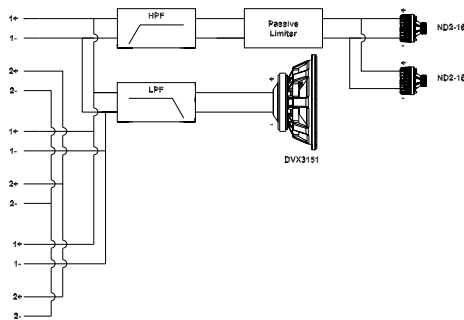 1+
1-
HPF
Passive
Limiter
+
-
ND2-16
2+
2-
LPF
+
-
ND2-16
+
-
DVX3151
1+
1-
2+
2-
1+
1-
2+
2-